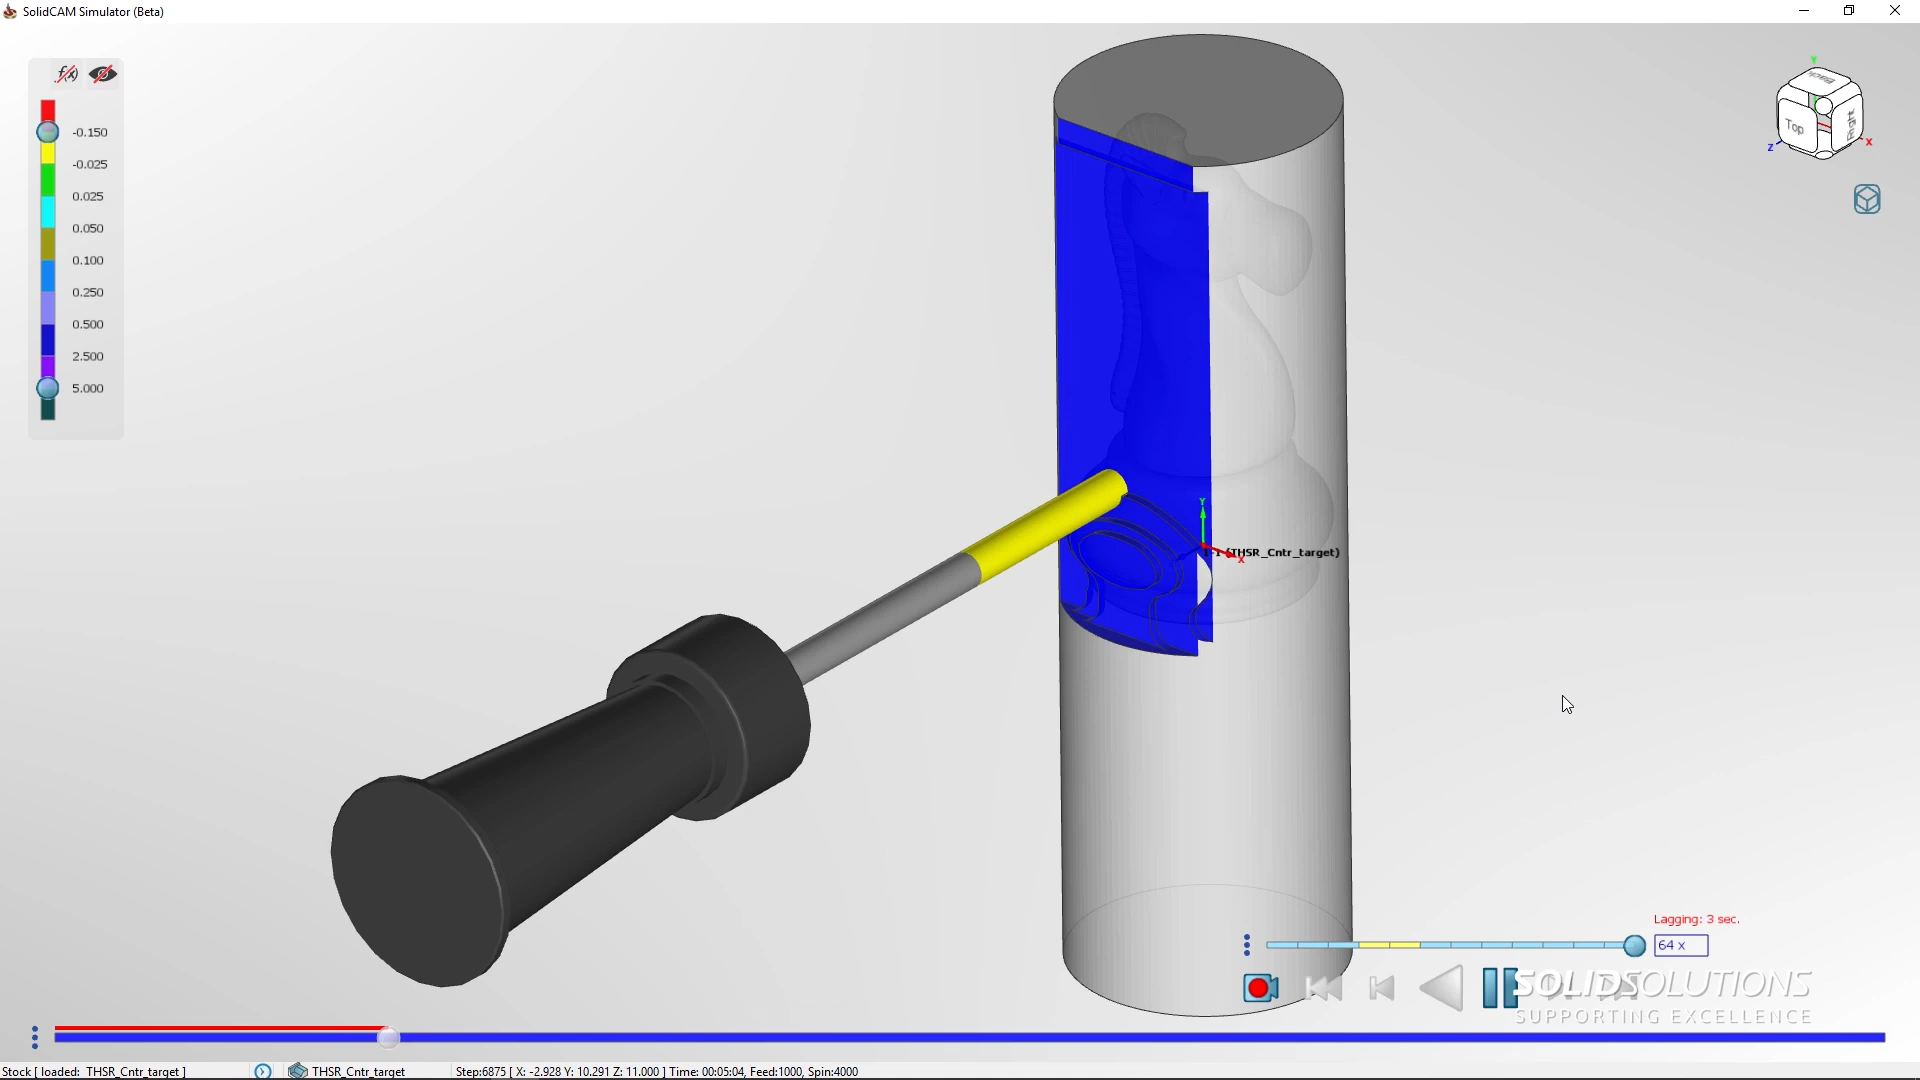 SolidCAM Simulator (Beta)
f(x)
-0.150
-0.025
0.025
0.050
0.100
0.250
0.500
2.500
5.000
Y
Back
Top
Right
Z
X
Y
(THSR_Cntr_target)
X
Lagging: 3 sec.
64 x
SOLIDSOLUTIONS
SUPPORTING EXCELLENCE
Stock [ loaded: THSR_Cntr_target ]
THSR_Cntr_target
Step:6875 [ X: -2.928 Y: 10.291 Z: 11.000 ] Time: 00:05:04, Feed:1000, Spin:4000